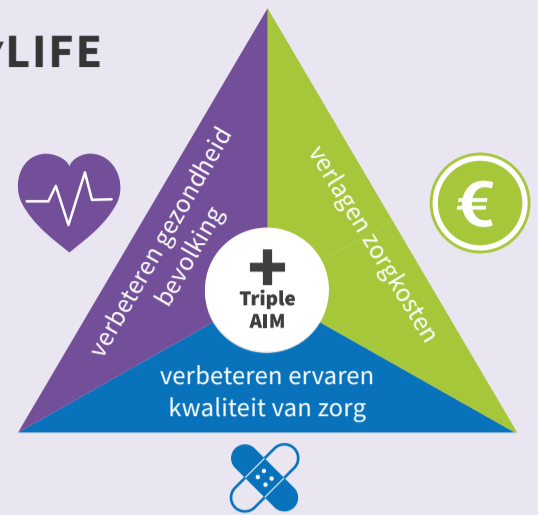 LIFE
verbeteren gezondheid
bevolking
verlagen zorgkosten
€
+
Triple
AIM
verbeteren ervaren
kwaliteit van zorg